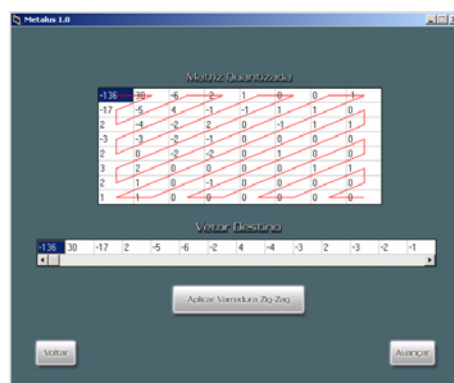 Metalus 1.0
Matriz Quantizada
-136 30 -6 -2 1 0 0
-17 -5 4 -1 -1 1 1 0
2 -4 -2 2 0 -1 1 1
-3 -3 -2 -1 0 0 0 0
2 0 -2 -2 0 1 0 0
3 2 0 0 0 0 1 0
2 1 0 -1 0 0 0 0
1 -1 0 0 0 0 0 0
Vetor Destino
-136 30 -17 2 -5 -6 -2 4 -4 -3 2 -3 -2 -1
Aplicar Varredura Zig-Zag
Voltar
Avançar